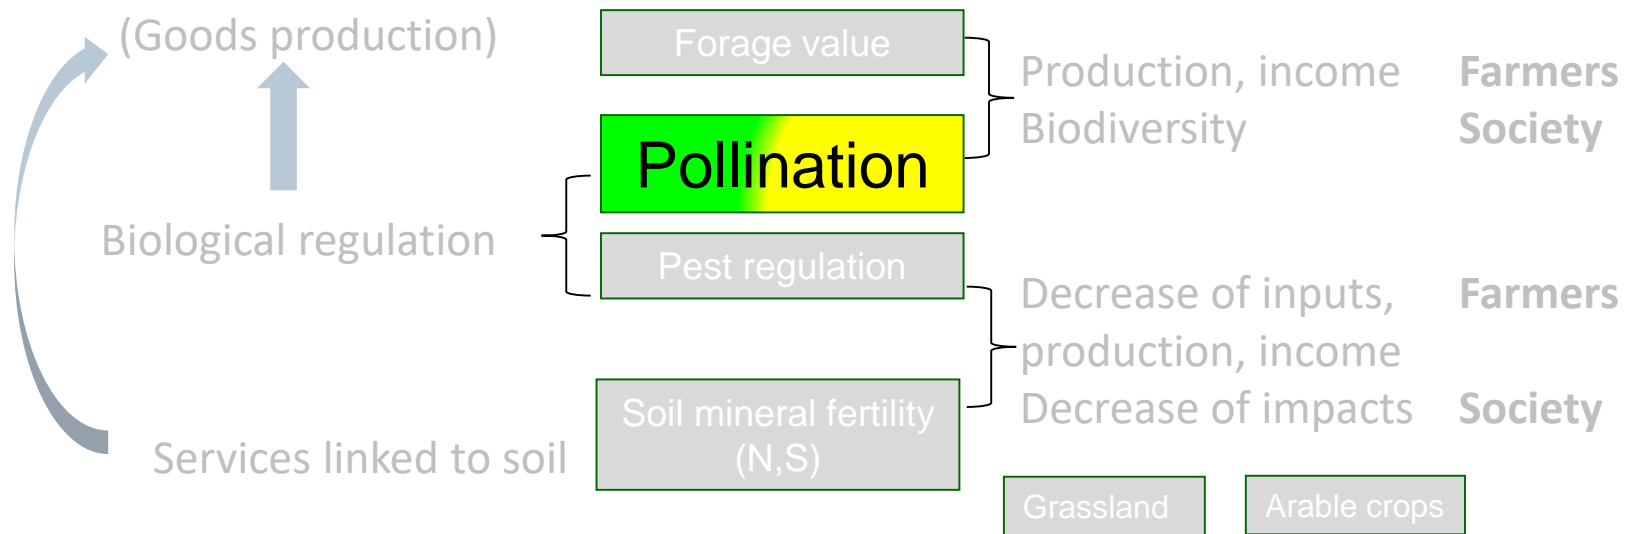 (Goods production)
Forage value
Production, income Farmers
Biodiversity Society
Pollination
Biological regulation
Pest regulation
Decrease of inputs, Farmers
production, income
Decrease of impacts Society
Soil mineral fertility
(N,S)
Services linked to soil
Grassland
Arable crops